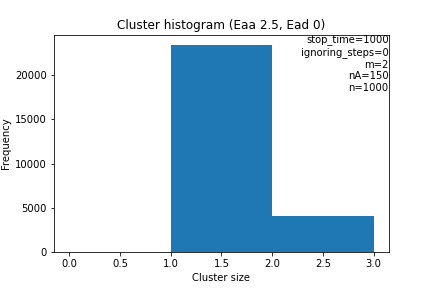 Cluster histogram (Eaa 2.5, Ead 0)
stop_time=1000
ignoring_steps=0
m=2
nA=150
n=1000
Frequency
20000
15000
10000
5000
0
0.0 0.5 1.0 1.5 2.0 2.5 3.0
Cluster size